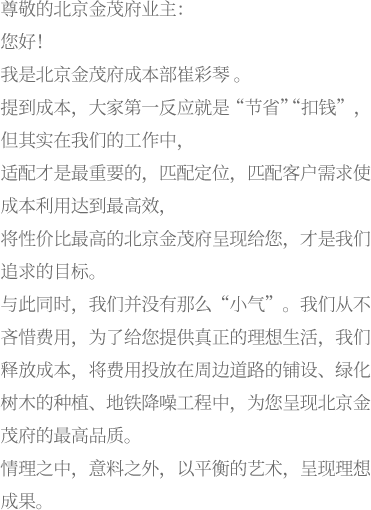 尊敬的北京金茂府业主：
您好！
我是北京金茂府成本部崔彩琴 。
提到成本，大家第一反应就是“节省”“扣钱”，
但其实在我们的工作中，
适配才是最重要的，匹配定位，匹配客户需求使
成本利用达到最高效，
将性价比最高的北京金茂府呈现给您，才是我们
追求的目标。
与此同时，我们并没有那么“小气”。我们从不
吝惜费用，为了给您提供真正的理想生活，我们
释放成本，将费用投放在周边道路的铺设、绿化
树木的种植、地铁降噪工程中，为您呈现北京金
茂府的最高品质。
情理之中，意料之外，以平衡的艺术，呈现理想
成果。